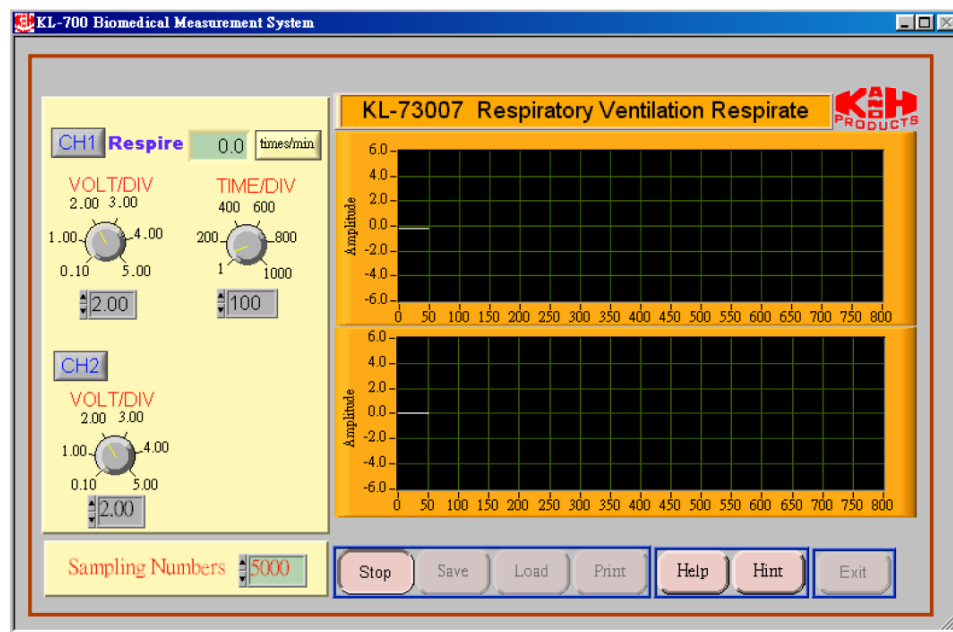 KL-700 Biomedical Measurement System
KL-73007 Respiratory Ventilation Respirate
K AND H
PRODUCTS
CH1 Respire 0.0 times/min
VOLT/DIV
2.00 3.00
1.00 4.00
0.10 5.00
2.00
TIME/DIV
400 600
200 800
1 1000
100
CH2
VOLT/DIV
2.00 3.00
1.00 4.00
0.10 5.00
2.00
Sampling Numbers 5000
Amplitude
6.0
4.0
2.0
0.0
-2.0
-4.0
-6.0
0 50 100 150 200 250 300 350 400 450 500 550 600 650 700 750 800
Amplitude
6.0
4.0
2.0
0.0
-2.0
-4.0
-6.0
0 50 100 150 200 250 300 350 400 450 500 550 600 650 700 750 800
Stop Save Load Print Help Hint Exit